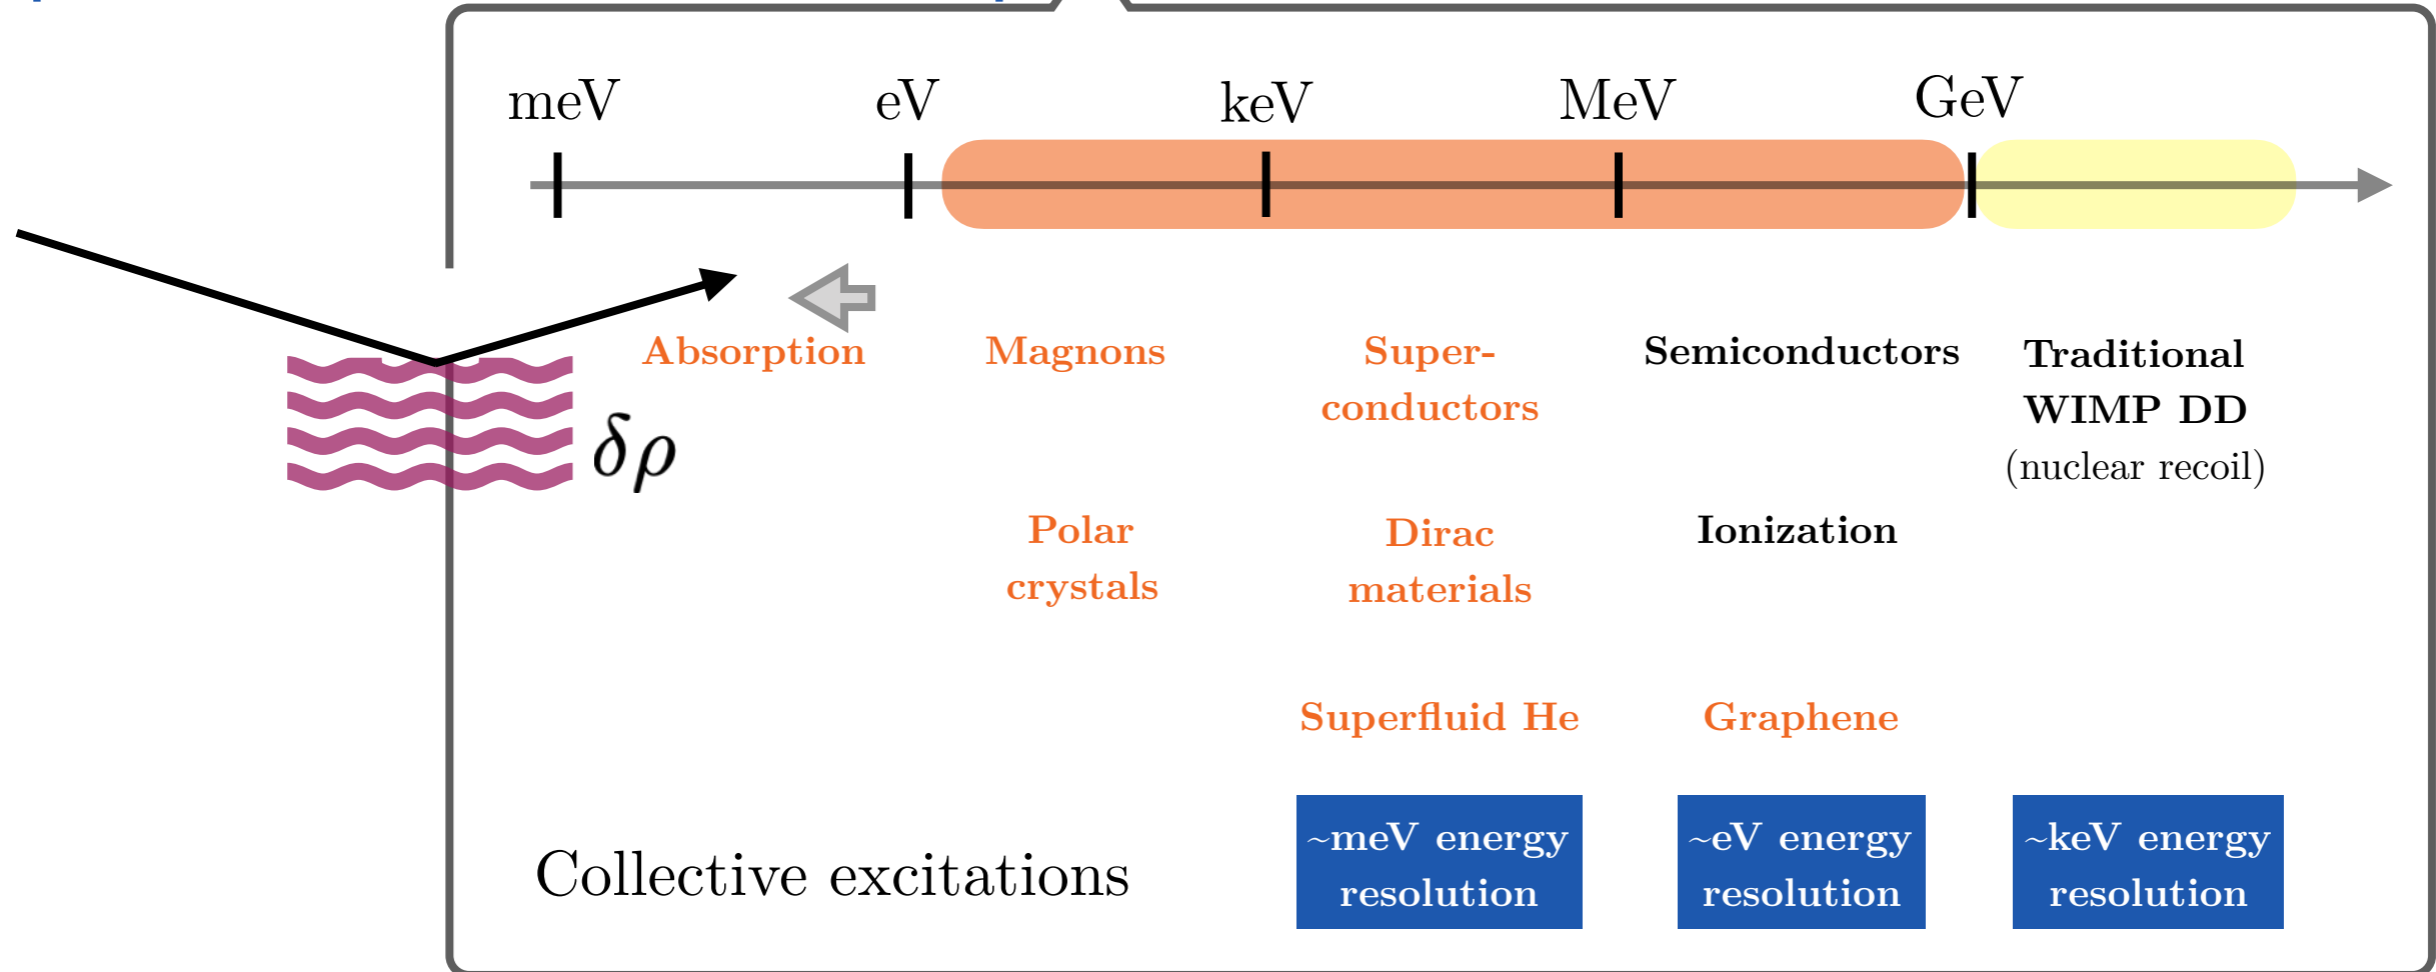 meV eV keV MeV GeV
Absorption Magnons Super- Semiconductors Traditional
conductors WIMP DD
δρ (nuclear recoil)
Polar Dirac Ionization
crystals materials
Superfluid He Graphene
~meV energy ~eV energy ~keV energy
Collective excitations resolution resolution resolution